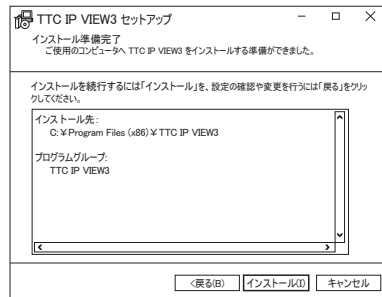 TTC IP VIEW3 セットアップ
インストール準備完了
ご使用のコンピュータへ TTC IP VIEW3 をインストールする準備ができました。
インストールを続行するには「インストール」を、設定の確認や変更を行うには「戻る」をクリッ
クしてください。
インストール先:
C:￥Program Files (x86)￥TTC IP VIEW3
プログラムグループ:
TTC IP VIEW3
<戻る(B)
インストール(I)
キャンセル